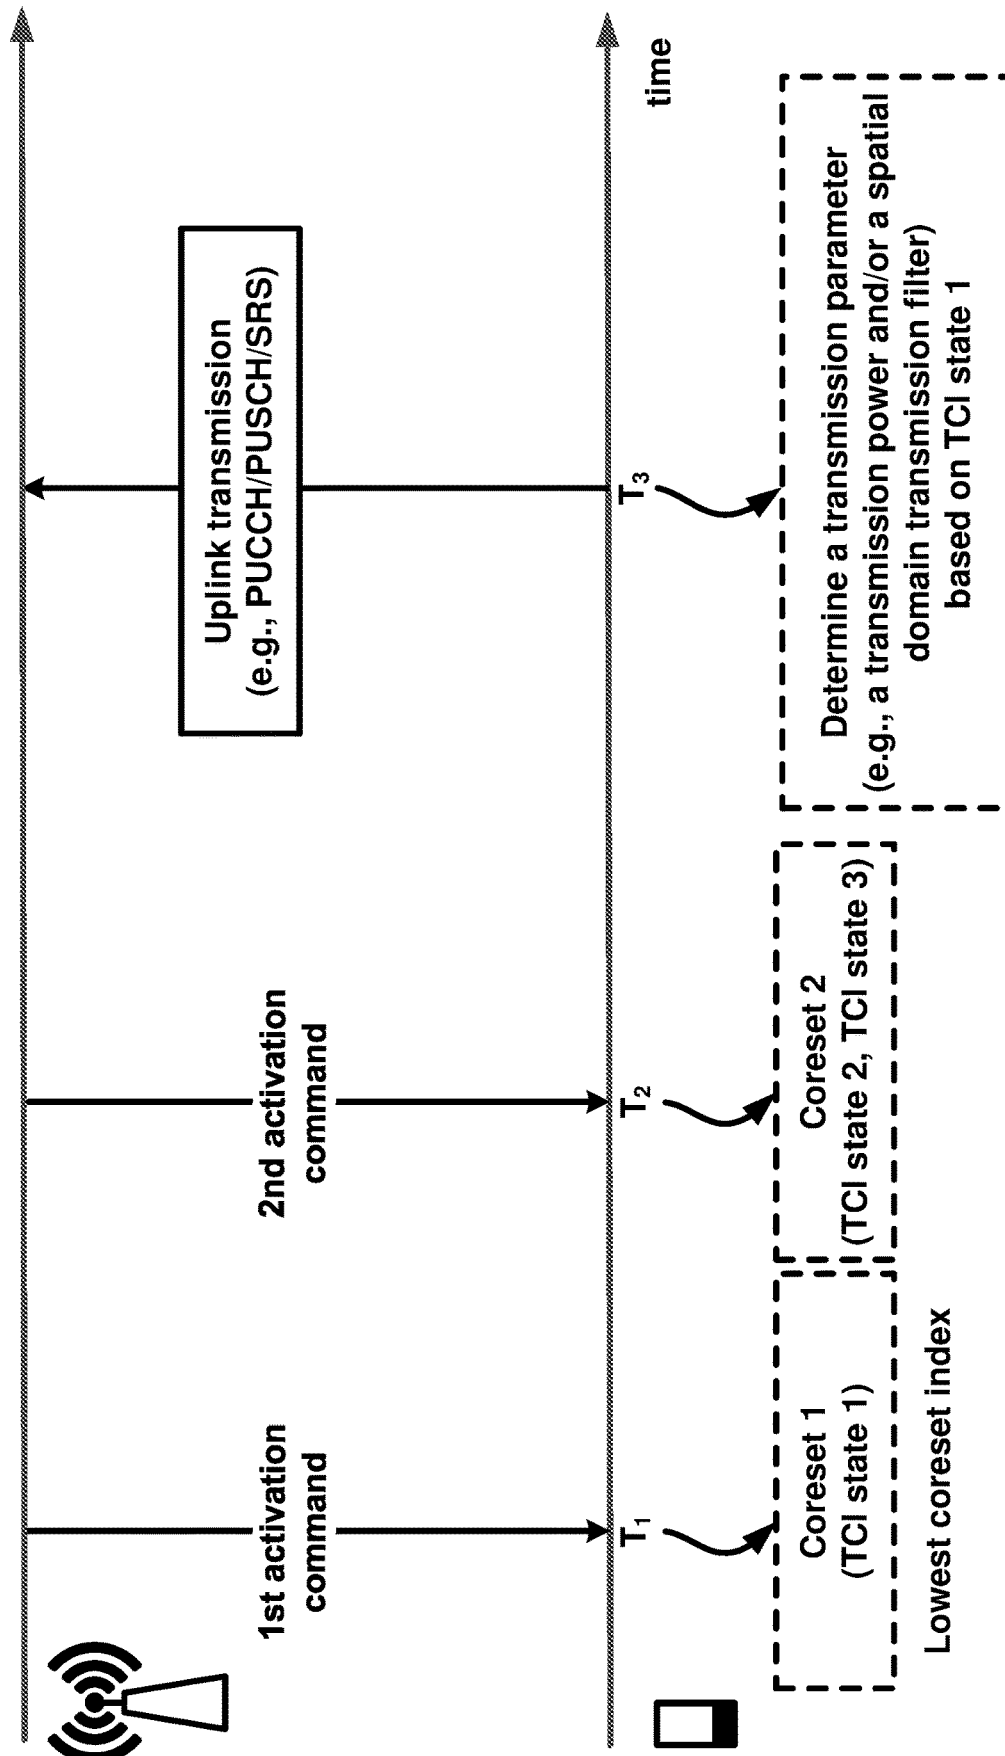 1st activation
command
2nd activation
command
Uplink transmission
(e.g., PUCCH/PUSCH/SRS)
T1
T2
T3
time
Coreset 1
(TCI state 1)
Lowest coreset index
Coreset 2
(TCI state 2, TCI state 3)
Determine a transmission parameter
(e.g., a transmission power and/or a spatial
domain transmission filter)
based on TCI state 1